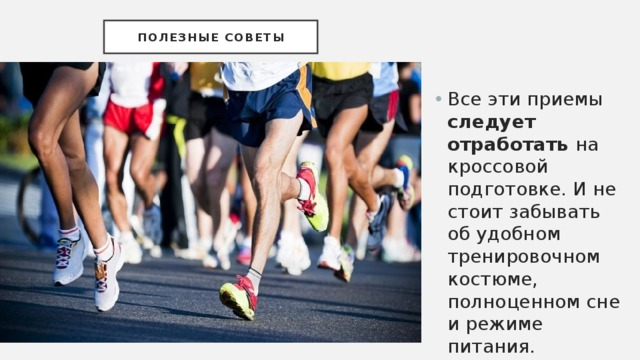 ПОЛЕЗНЫЕ СОВЕТЫ
• Все эти приемы
следует
отработать на
кроссовой
подготовке. И не
стоит забывать
об удобном
тренировочном
костюме,
полноценном сне
и режиме
питания.